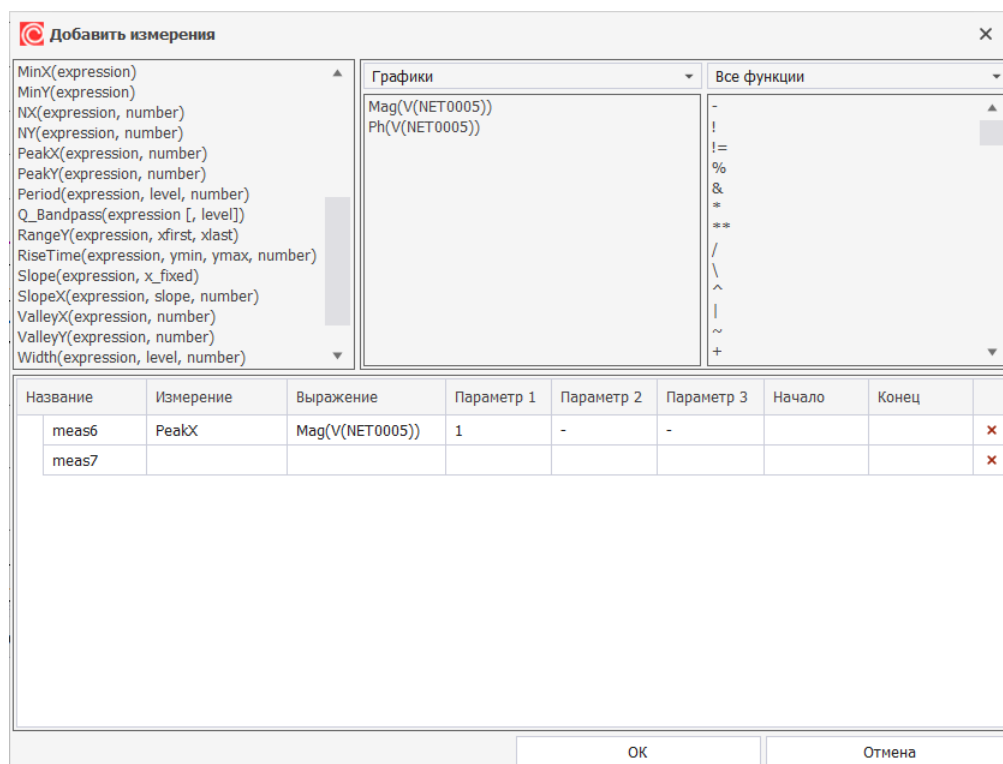 Добавить измерения
MinX(expression)
MinY(expression)
NX(expression, number)
NY(expression, number)
PeakX(expression, number)
PeakY(expression, number)
Period(expression, level, number)
Q_Bandpass(expression [, level])
RangeY(expression, xfirst, xlast)
RiseTime(expression, ymin, ymax, number)
Slope(expression, x_fixed)
SlopeX(expression, slope, number)
ValleyX(expression, number)
ValleyY(expression, number)
Width(expression, level, number)
Графики
Mag(V(NET0005))
Ph(V(NET0005))
Все функции
-
!
!=
%
&
*
**
/
\
^
|
~
+
Название Измерение Выражение Параметр 1 Параметр 2 Параметр 3 Начало Конец
meas6 PeakX Mag(V(NET0005)) 1 - -
meas7
ОК Отмена